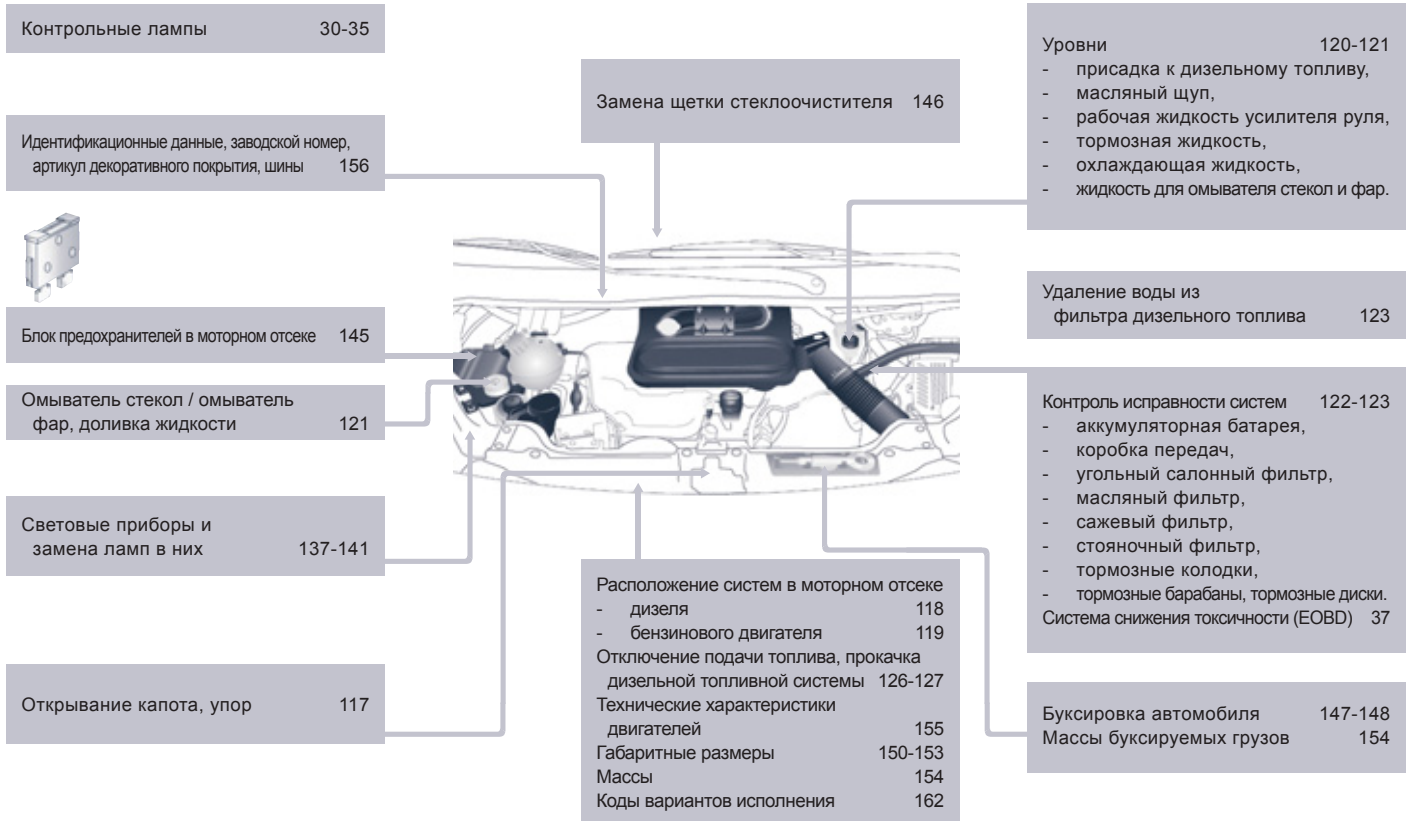 Контрольные лампы 30-35
Идентификационные данные, заводской номер,
артикул декоративного покрытия, шины 156
Блок предохранителей в моторном отсеке 145
Омыватель стекол / омыватель
фар, доливка жидкости 121
Световые приборы и
замена ламп в них 137-141
Открывание капота, упор 117
Замена щетки стеклоочистителя 146
Расположение систем в моторном отсеке
- дизеля 118
- бензинового двигателя 119
Отключение подачи топлива, прокачка
дизельной топливной системы 126-127
Технические характеристики
двигателей 155
Габаритные размеры 150-153
Массы 154
Коды вариантов исполнения 162
Уровни 120-121
- присадка к дизельному топливу,
- масляный щуп,
- рабочая жидкость усилителя руля,
- тормозная жидкость,
- охлаждающая жидкость,
- жидкость для омывателя стекол и фар.
Удаление воды из
фильтра дизельного топлива 123
Контроль исправности систем 122-123
- аккумуляторная батарея,
- коробка передач,
- угольный салонный фильтр,
- масляный фильтр,
- сажевый фильтр,
- стояночный фильтр,
- тормозные колодки,
- тормозные барабаны, тормозные диски.
Система снижения токсичности (EOBD) 37
Буксировка автомобиля 147-148
Массы буксируемых грузов 154